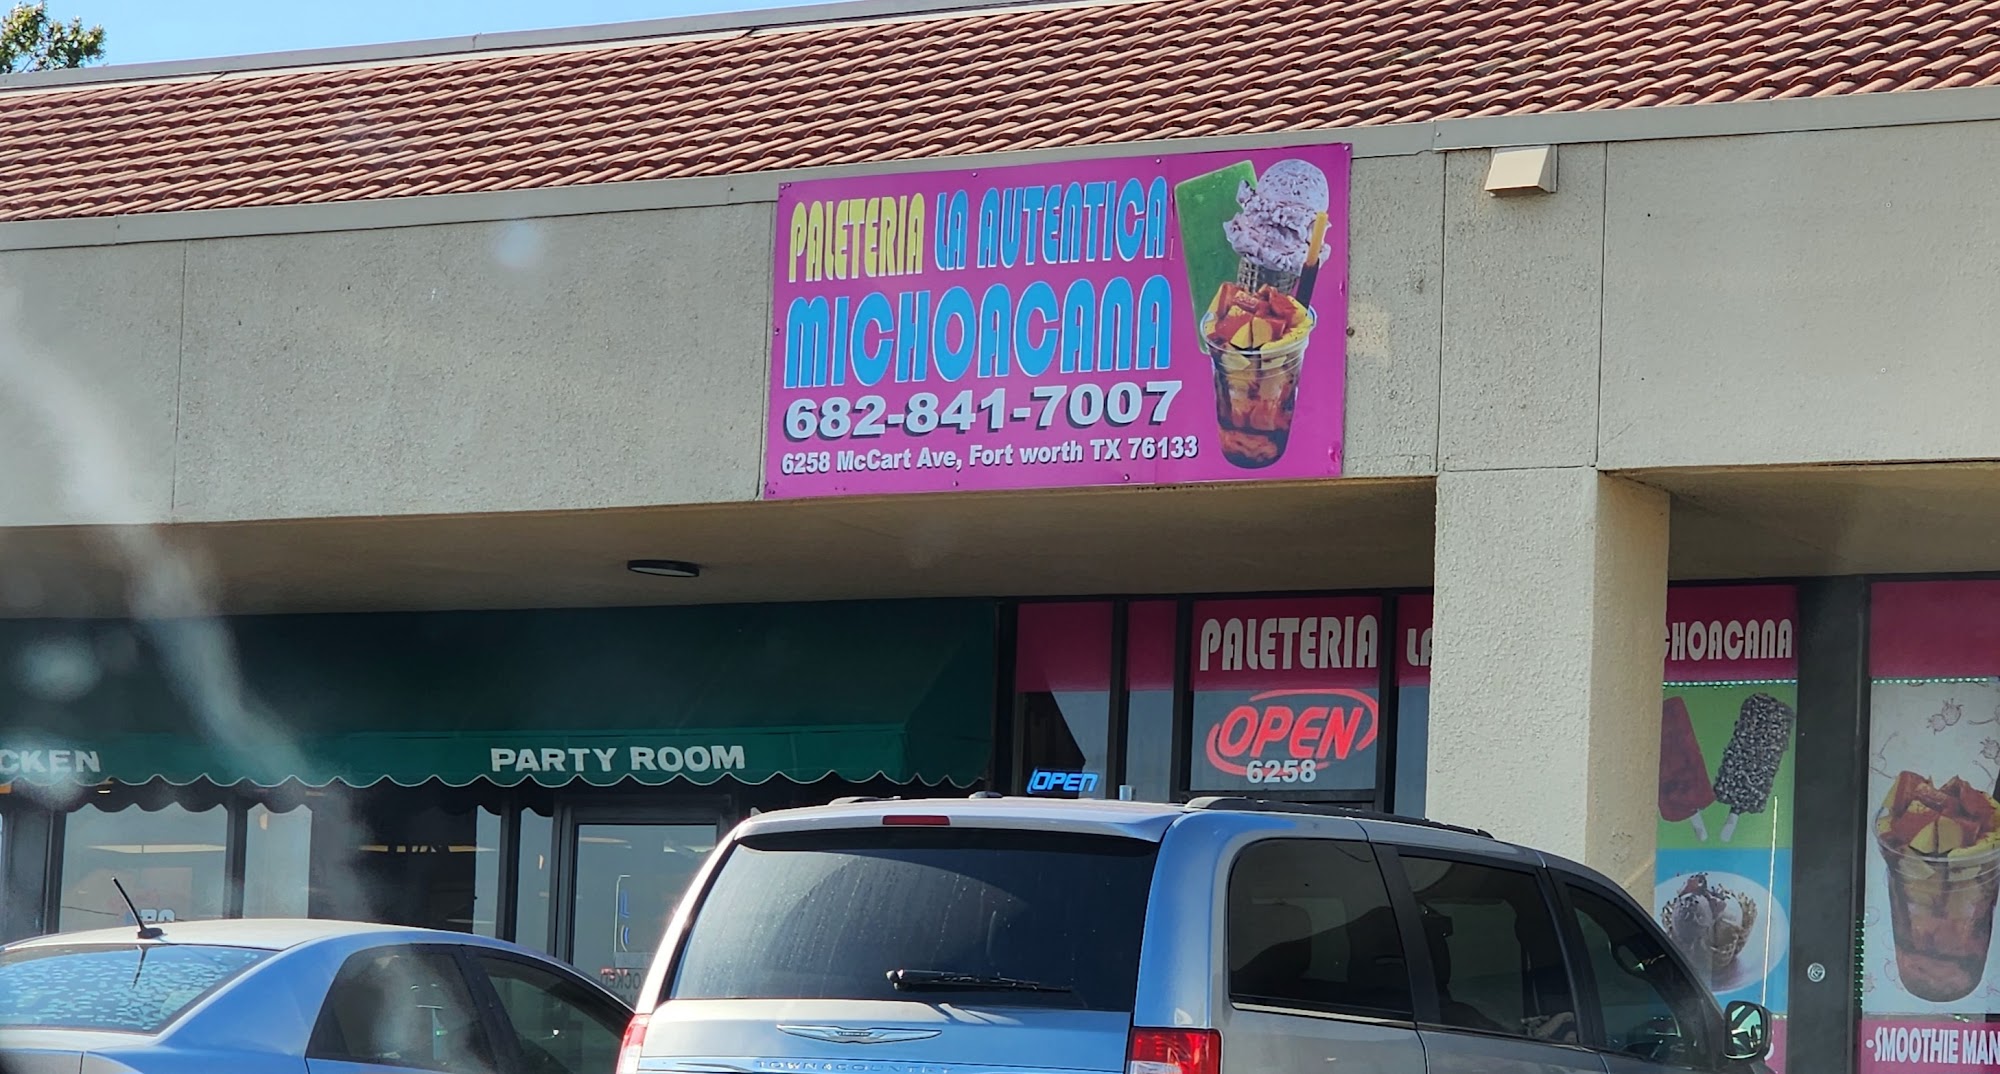 PALETERIA LA AUTENTICA
MICHOACANA
682-841-7007
6258 McCart Ave, Fort worth TX 76133
PALETERIA
LA
CHOACANA
OPEN
6258
OPEN
CKEN
PARTY ROOM
TOWN&COUNTRY
•SMOOTHIE MAN